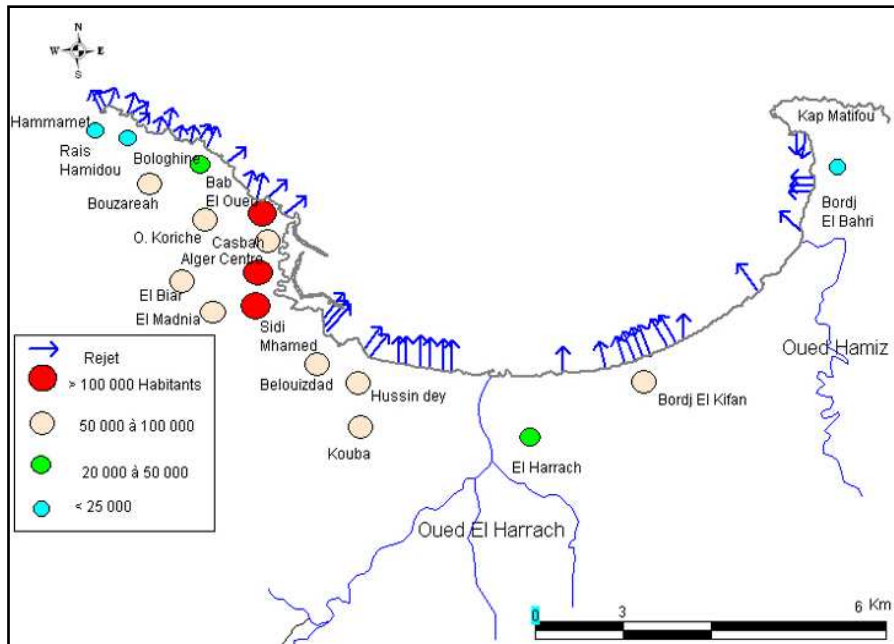 N
W E
S
Hammamet
Rais
Hamidou
Bologhine
Bouzareah
Bab
El Oued
O. Koriche
Casbah
Alger Centre
El Biar
El Madnia
Sidi
Mhamed
Belouizdad
Hussin dey
Kouba
El Harrach
Bordj El Kifan
Kap Matifou
Bordj
El Bahri
Oued Hamiz
Oued El Harrach
Rejet
> 100 000 Habitants
50 000 à 100 000
20 000 à 50 000
< 25 000
0 3 6 Km